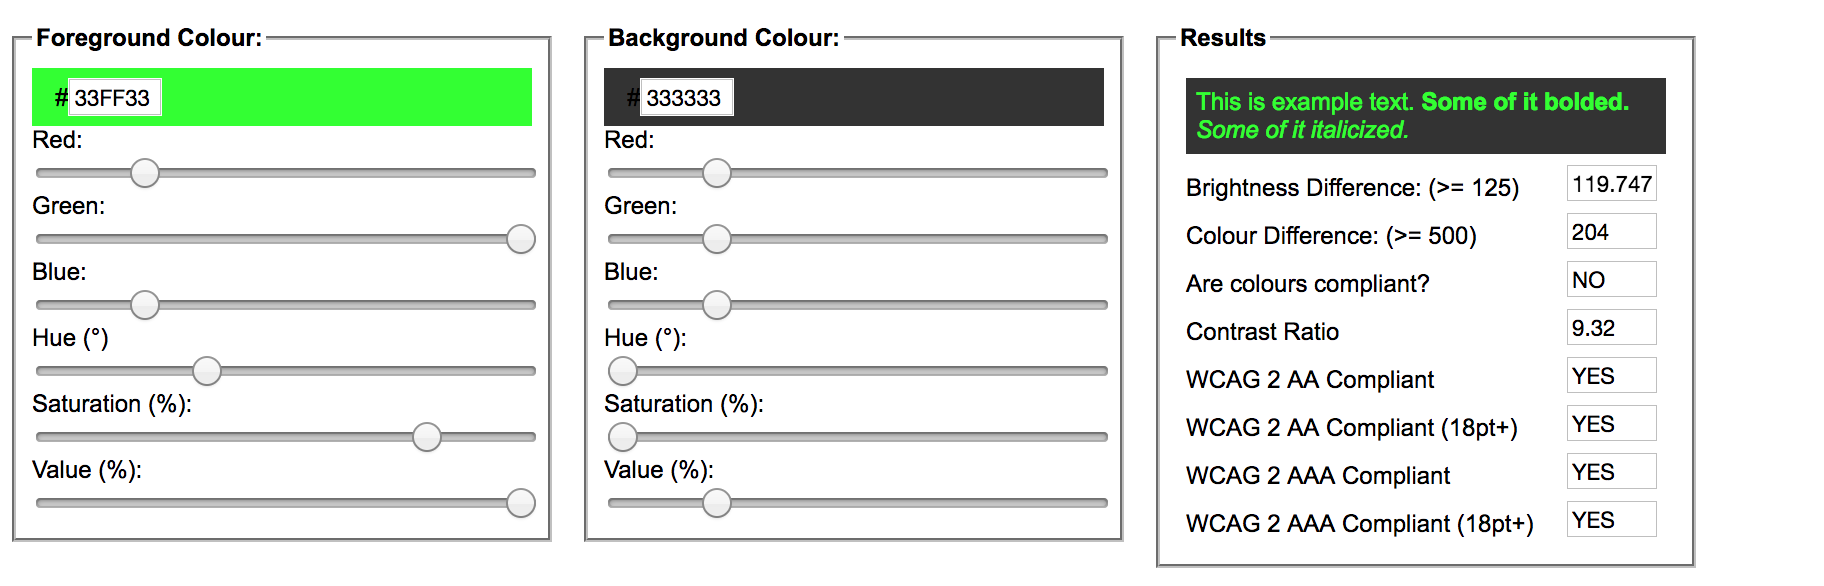 Foreground Colour:
#33FF33
Red:
Green:
Blue:
Hue (°)
Saturation (%):
Value (%):
Background Colour:
#333333
Red:
Green:
Blue:
Hue (°):
Saturation (%):
Value (%):
Results
This is example text. Some of it bolded.
Some of it italicized.
Brightness Difference: (>= 125) 119.747
Colour Difference: (>= 500) 204
Are colours compliant? NO
Contrast Ratio 9.32
WCAG 2 AA Compliant YES
WCAG 2 AA Compliant (18pt+) YES
WCAG 2 AAA Compliant YES
WCAG 2 AAA Compliant (18pt+) YES